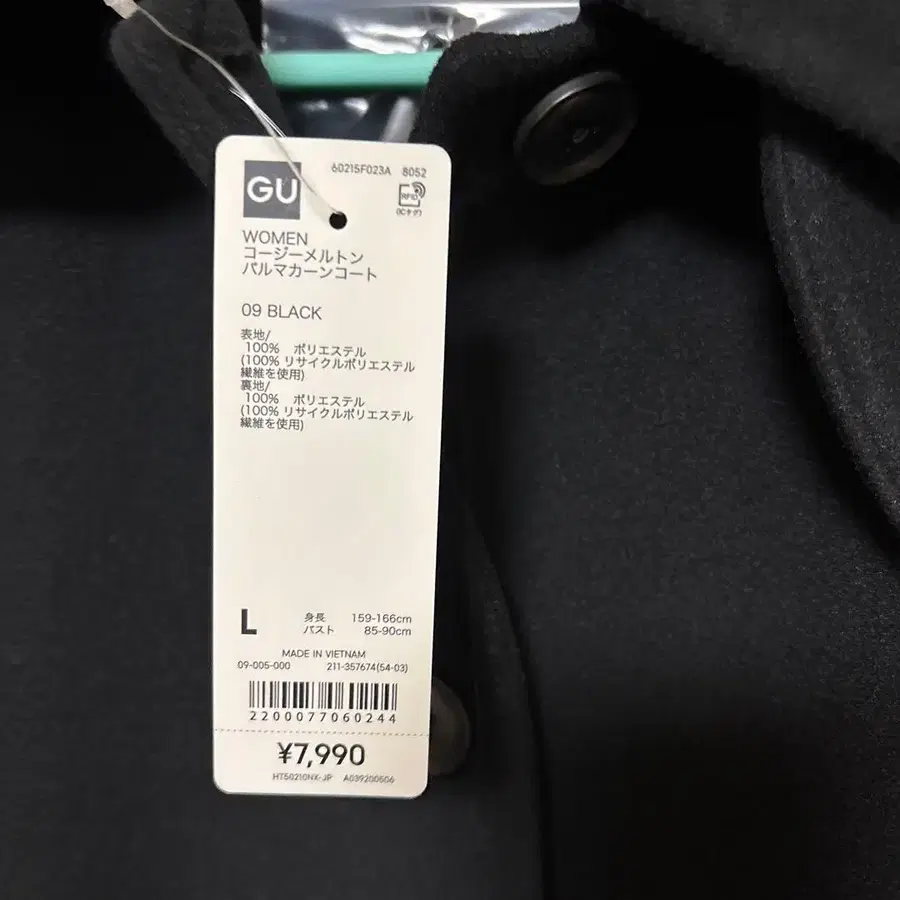 60215F023A 8052
GU
RFID
(ICタグ)
WOMEN
コージーメルトン
バルマカーンコート
09 BLACK
表地/
100% ポリエステル
(100% リサイクルポリエステル
繊維を使用)
裏地/
100% ポリエステル
(100% リサイクルポリエステル
繊維を使用)
L 身長 159-166cm
バスト 85-90cm
MADE IN VIETNAM
09-005-000 211-357674(54-03)
2200077060244
¥7,990
HT50210NX-JP A039200506